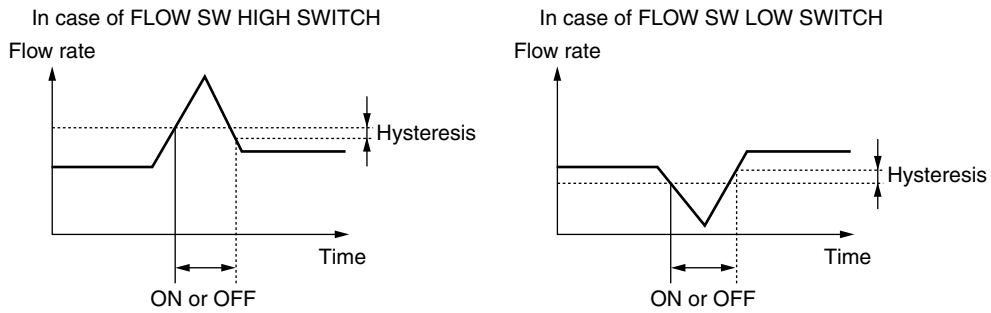 In case of FLOW SW HIGH SWITCH
Flow rate
Hysteresis
Time
ON or OFF
In case of FLOW SW LOW SWITCH
Flow rate
Hysteresis
Time
ON or OFF